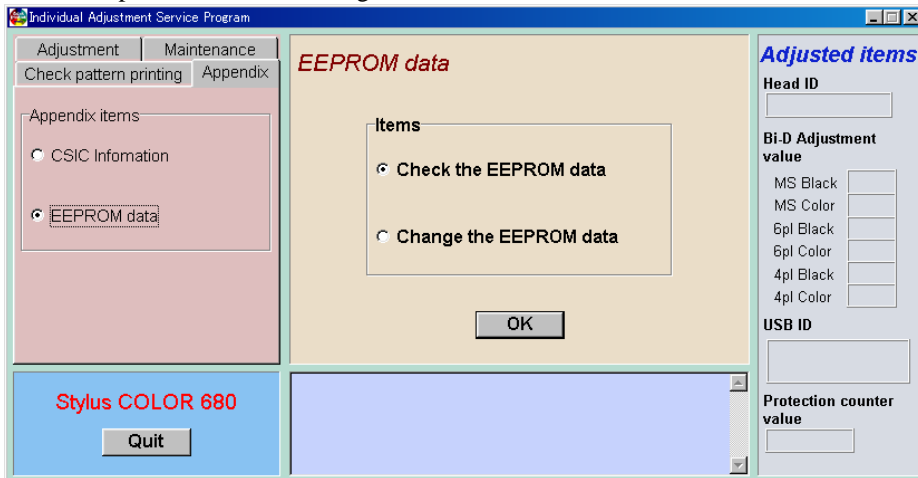 Individual Adjustment Service Program
Adjustment
Maintenance
Check pattern printing
Appendix
Appendix items
CSIC Infomation
EEPROM data
Stylus COLOR 680
Quit
EEPROM data
Items
Check the EEPROM data
Change the EEPROM data
OK
Adjusted items
Head ID
Bi-D Adjustment
value
MS Black
MS Color
6pl Black
6pl Color
4pl Black
4pl Color
USB ID
Protection counter
value